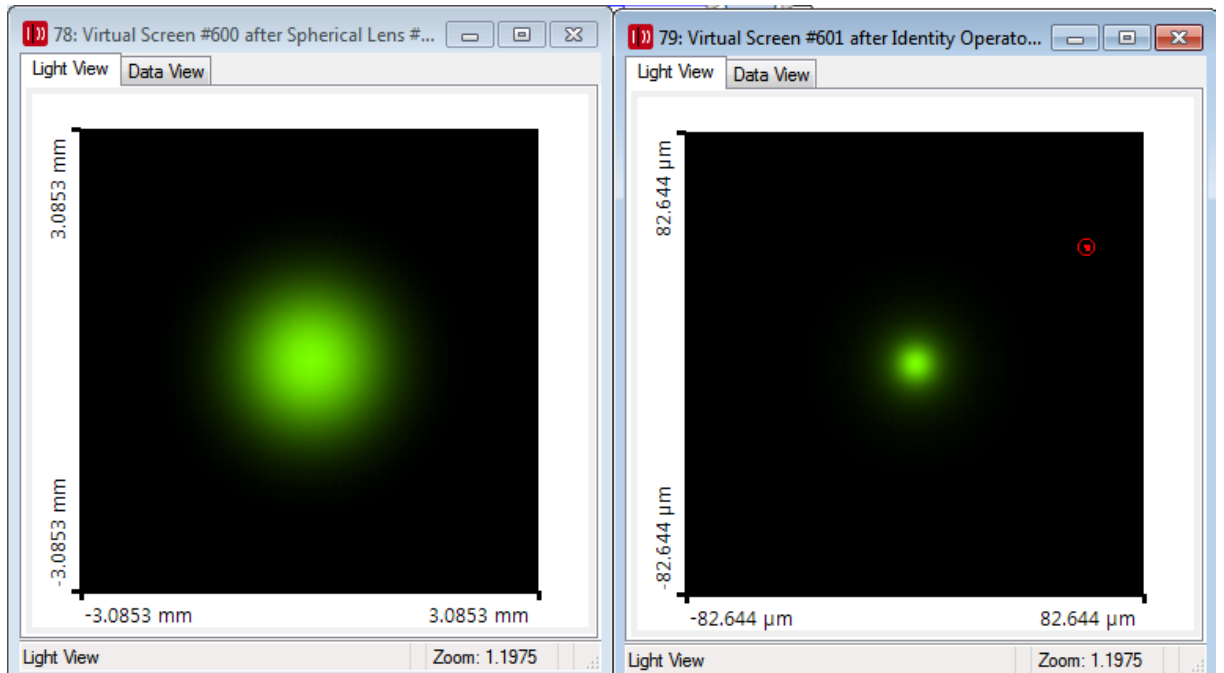 78: Virtual Screen #600 after Spherical Lens #...
Light View
Data View
3.0853 mm
-3.0853 mm
-3.0853 mm
3.0853 mm
Light View
Zoom: 1.1975
79: Virtual Screen #601 after Identity Operato...
Light View
Data View
82.644 µm
-82.644 µm
-82.644 µm
82.644 µm
Light View
Zoom: 1.1975